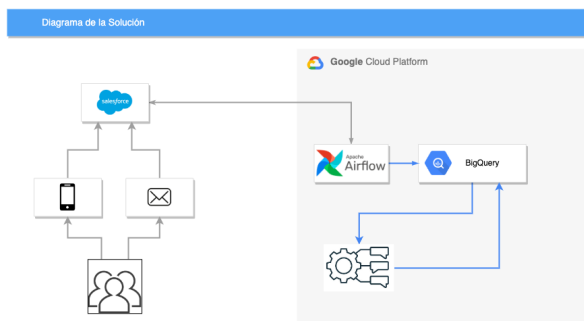 Diagrama de la Solución
Google Cloud Platform
salesforce
Apache
Airflow
BigQuery